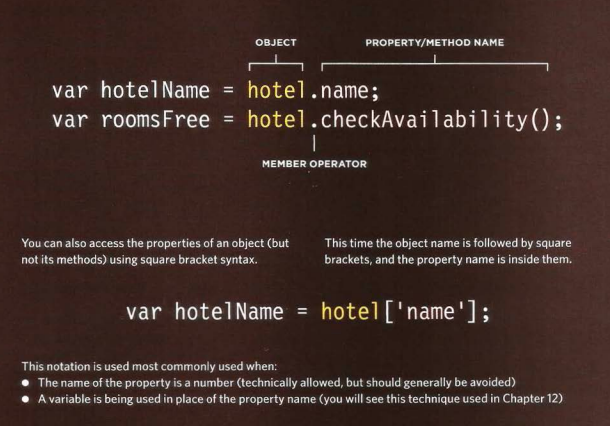 OBJECT PROPERTY/METHOD NAME
var hotelName = hotel.name;
var roomsFree = hotel.checkAvailability();
MEMBER OPERATOR
You can also access the properties of an object (but
not its methods) using square bracket syntax.
This time the object name is followed by square
brackets, and the property name is inside them.
var hotelName = hotel['name'];
This notation is used most commonly used when:
● The name of the property is a number (technically allowed, but should generally be avoided)
● A variable is being used in place of the property name (you will see this technique used in Chapter 12)